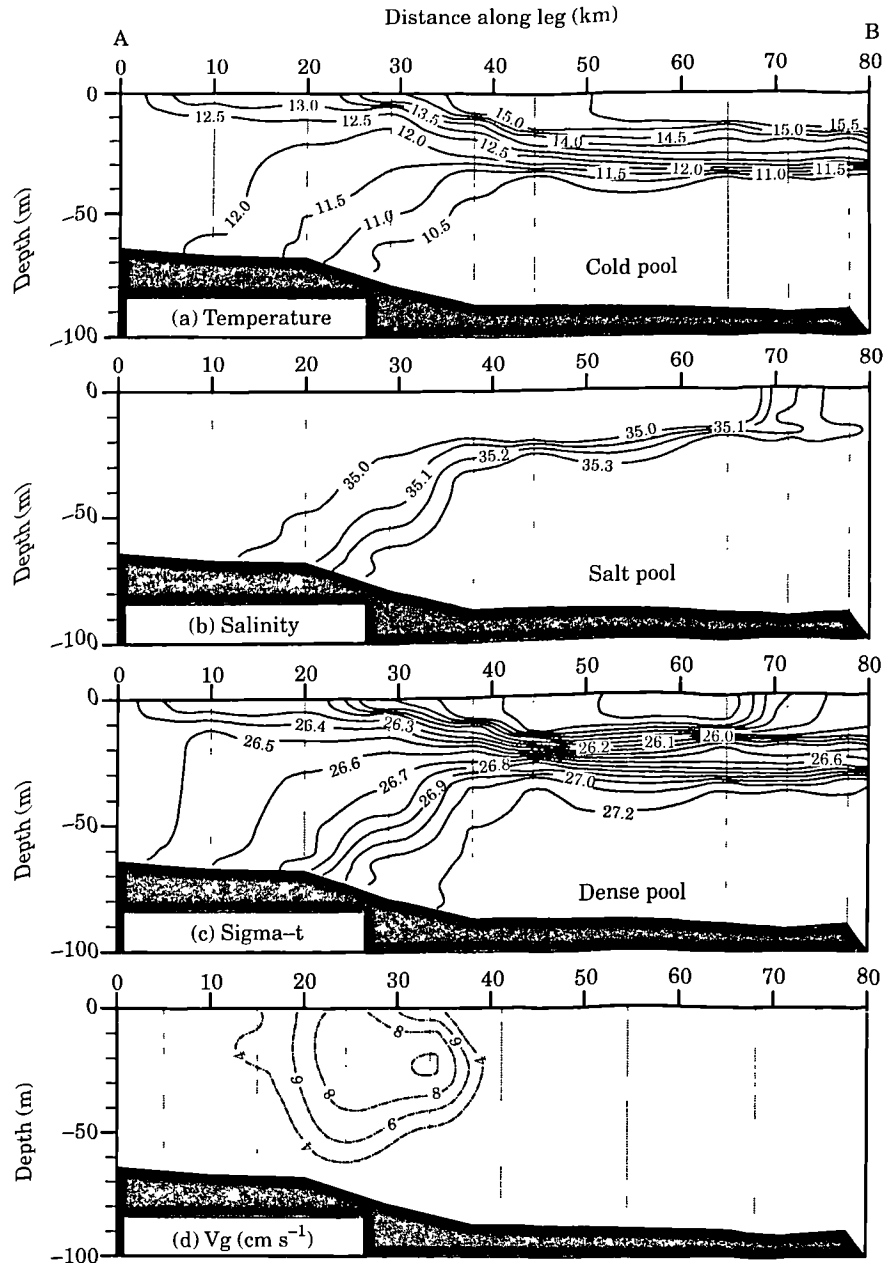 Distance along leg (km)
A B
0 10 20 30 40 50 60 70 80
0
-50
-100
Depth (m)
12.5 13.0 12.5 13.5 12.5 12.0 15.0 14.0 14.5 15.0 15.5
12.0 11.5 11.0 10.5 11.5 12.0 11.0 11.5
Cold pool
(a) Temperature
0 10 20 30 40 50 60 70 80
0
-50
-100
Depth (m)
35.0 35.1 35.2 35.0 35.3 35.1
Salt pool
(b) Salinity
0 10 20 30 40 50 60 70 80
0
-50
-100
Depth (m)
26.5 26.4 26.3 26.2 26.1 26.0
26.6 26.7 26.8 26.9 27.0 26.6
27.2
Dense pool
(c) Sigma–t
0 10 20 30 40 50 60 70 80
0
-50
-100
Depth (m)
4 6 8 8 6 4
8 6 4
(d) Vg (cm s⁻¹)